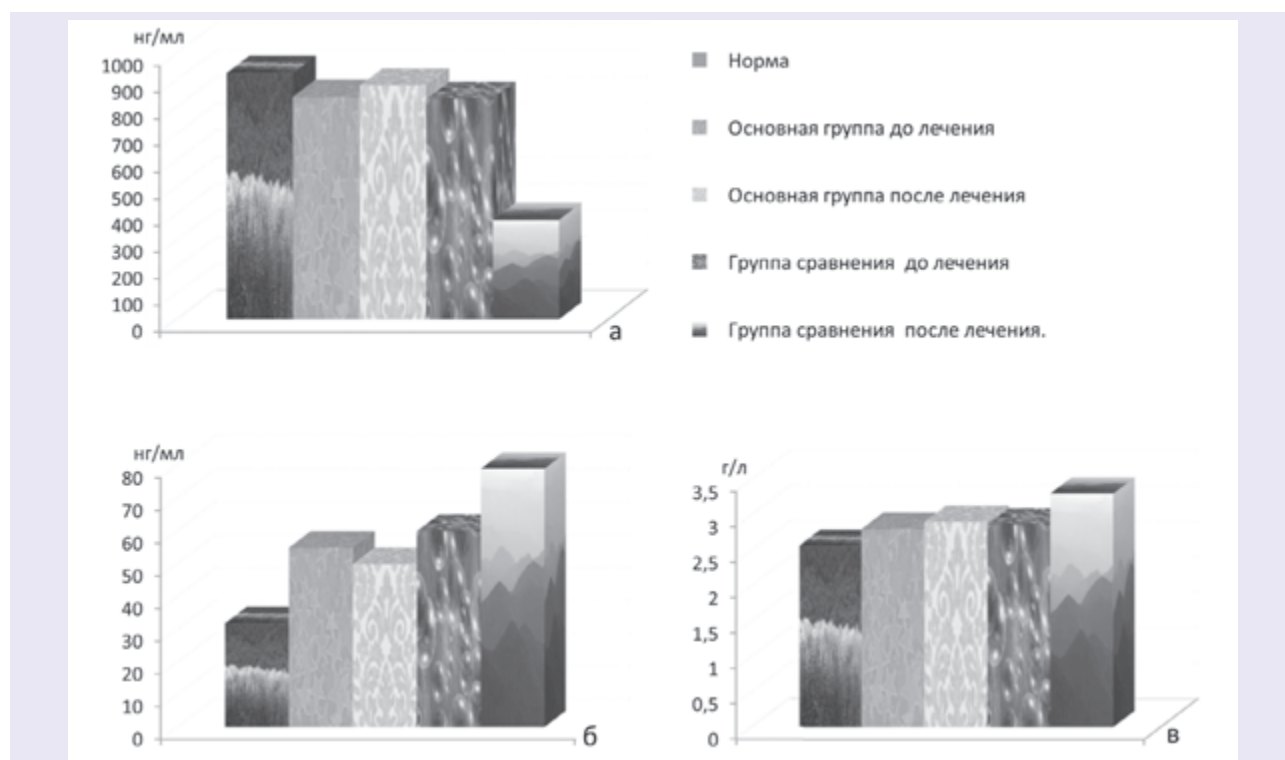 нг/мл
1000
900
800
700
600
500
400
300
200
100
0
а
Норма
Основная группа до лечения
Основная группа после лечения
Группа сравнения до лечения
Группа сравнения после лечения.
нг/мл
80
70
60
50
40
30
20
10
0
б
г/л
3,5
3
2,5
2
1,5
1
0,5
0
в